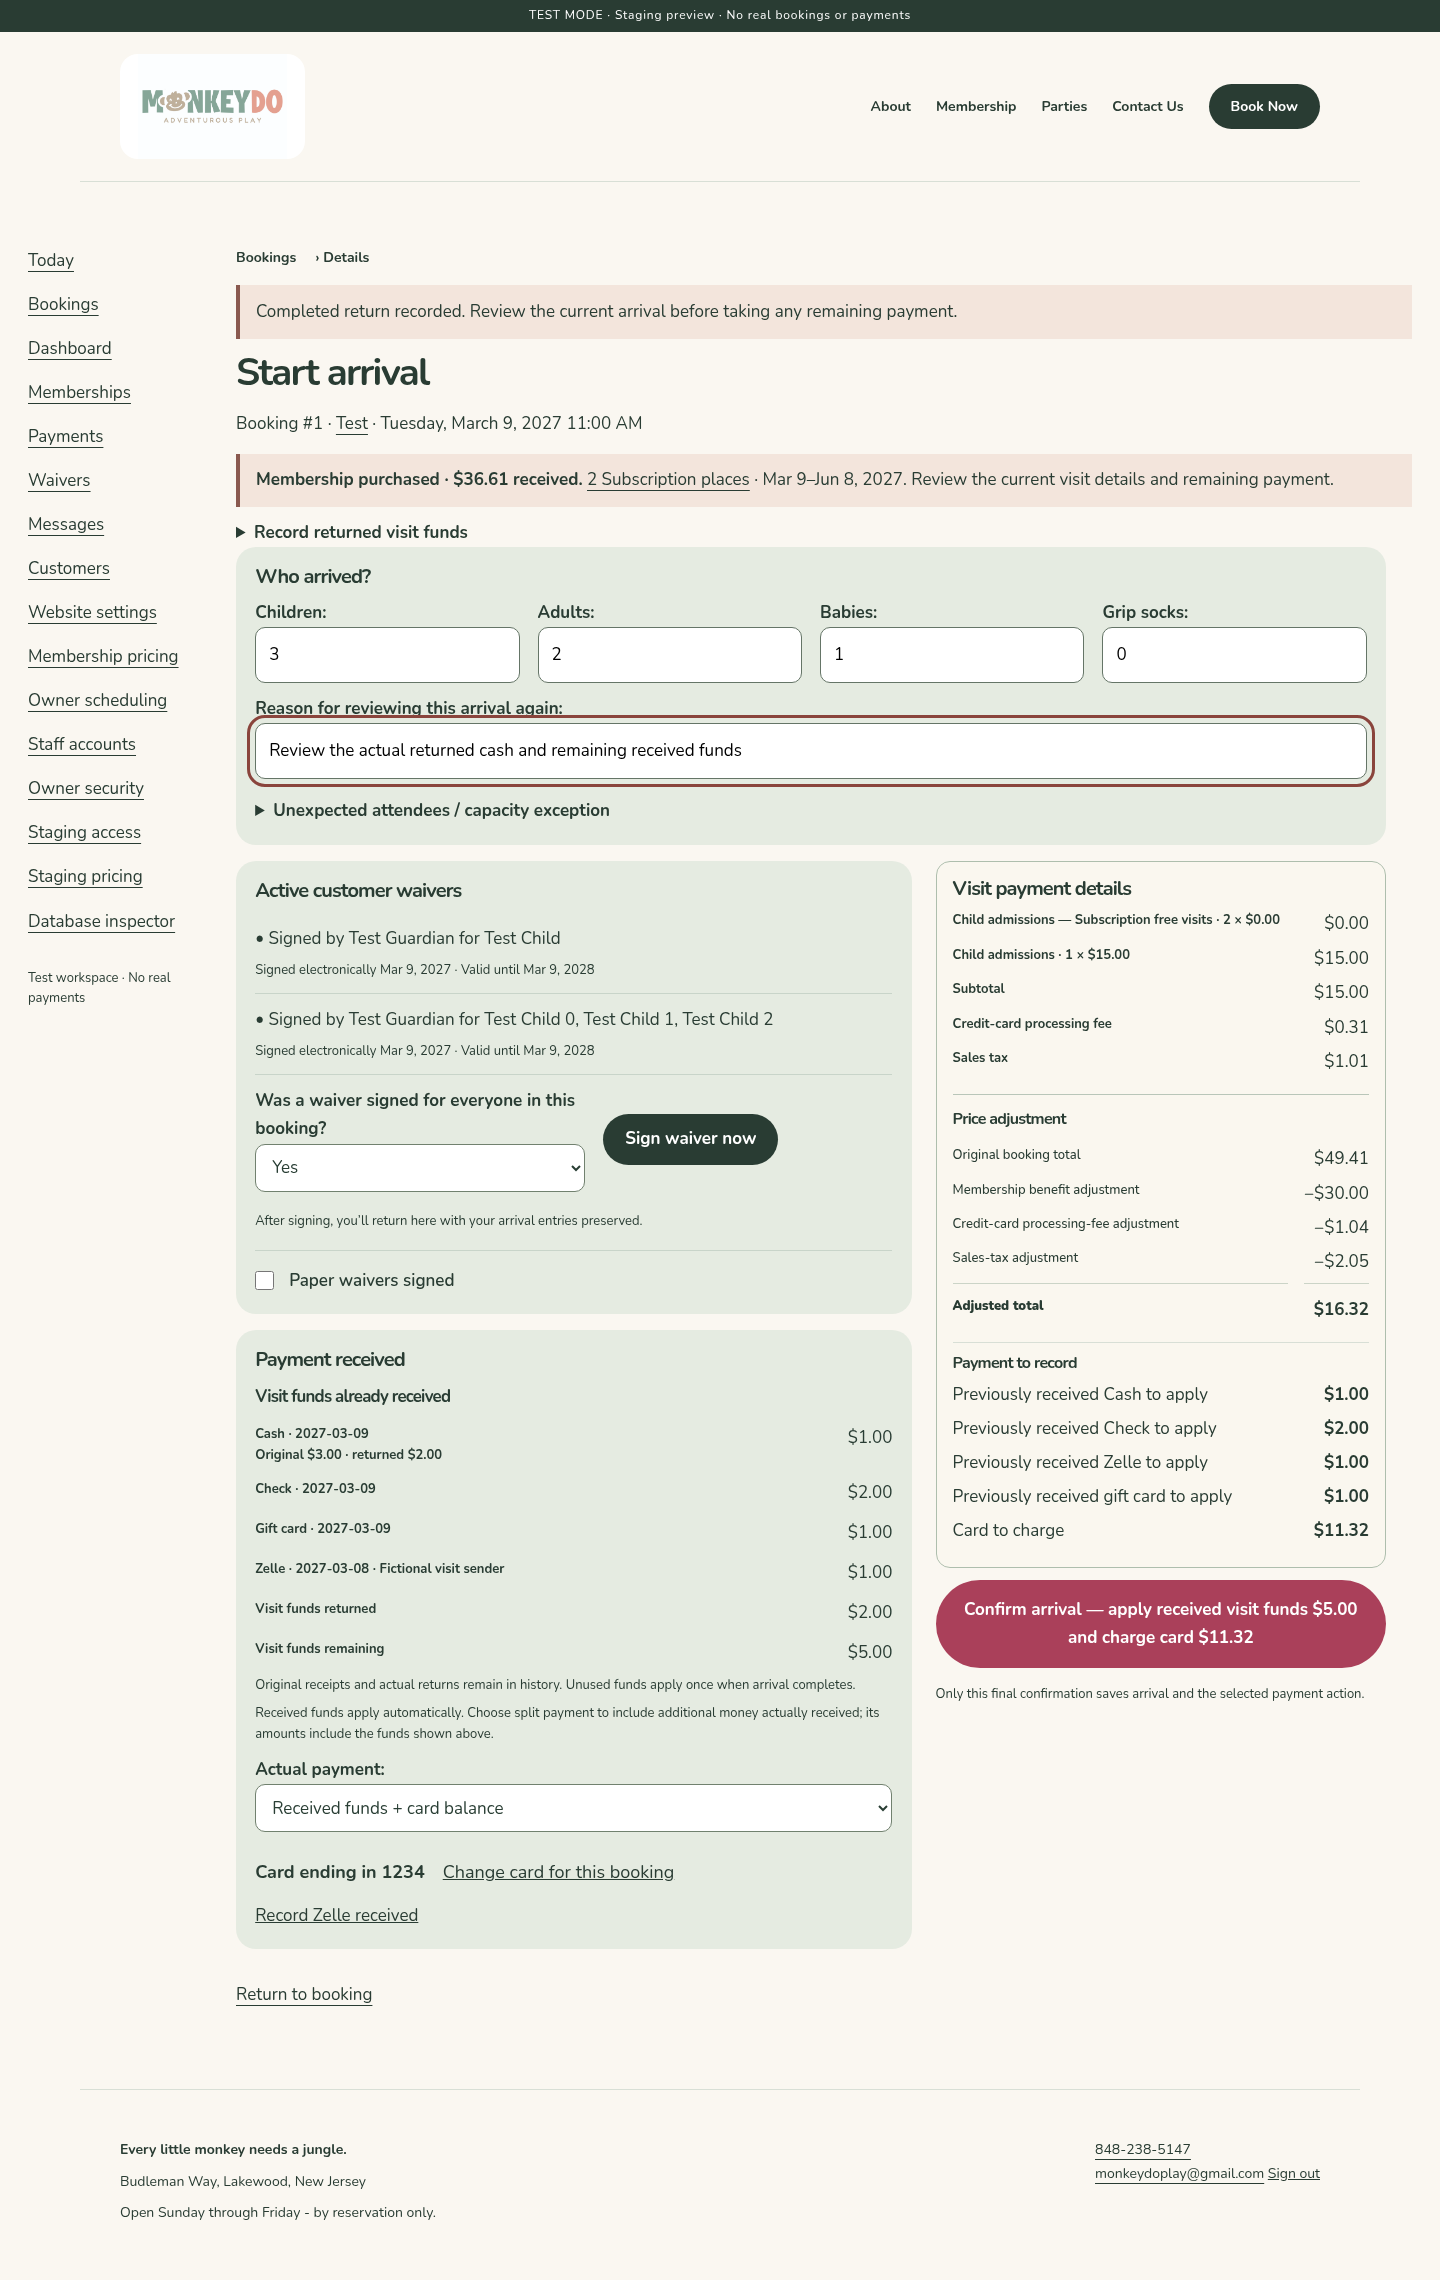 TEST MODE · Staging preview · No real bookings or payments
MONKEYDO
ADVENTUROUS PLAY
About
Membership
Parties
Contact Us
Book Now
Today
Bookings
Dashboard
Memberships
Payments
Waivers
Messages
Customers
Website settings
Membership pricing
Owner scheduling
Staff accounts
Owner security
Staging access
Staging pricing
Database inspector
Test workspace · No real
payments
Bookings › Details
Completed return recorded. Review the current arrival before taking any remaining payment.
Start arrival
Booking #1 · Test · Tuesday, March 9, 2027 11:00 AM
Membership purchased · $36.61 received. 2 Subscription places · Mar 9–Jun 8, 2027. Review the current visit details and remaining payment.
▶ Record returned visit funds
Who arrived?
Children:
3
Adults:
2
Babies:
1
Grip socks:
0
Reason for reviewing this arrival again:
Review the actual returned cash and remaining received funds
▶ Unexpected attendees / capacity exception
Active customer waivers
• Signed by Test Guardian for Test Child
Signed electronically Mar 9, 2027 · Valid until Mar 9, 2028
• Signed by Test Guardian for Test Child 0, Test Child 1, Test Child 2
Signed electronically Mar 9, 2027 · Valid until Mar 9, 2028
Was a waiver signed for everyone in this
booking?
Yes
Sign waiver now
After signing, you’ll return here with your arrival entries preserved.
Paper waivers signed
Payment received
Visit funds already received
Cash · 2027-03-09
Original $3.00 · returned $2.00
$1.00
Check · 2027-03-09 $2.00
Gift card · 2027-03-09 $1.00
Zelle · 2027-03-08 · Fictional visit sender $1.00
Visit funds returned $2.00
Visit funds remaining $5.00
Original receipts and actual returns remain in history. Unused funds apply once when arrival completes.
Received funds apply automatically. Choose split payment to include additional money actually received; its
amounts include the funds shown above.
Actual payment:
Received funds + card balance
Card ending in 1234 Change card for this booking
Record Zelle received
Visit payment details
Child admissions — Subscription free visits · 2 × $0.00 $0.00
Child admissions · 1 × $15.00 $15.00
Subtotal $15.00
Credit-card processing fee $0.31
Sales tax $1.01
Price adjustment
Original booking total $49.41
Membership benefit adjustment –$30.00
Credit-card processing-fee adjustment –$1.04
Sales-tax adjustment –$2.05
Adjusted total $16.32
Payment to record
Previously received Cash to apply $1.00
Previously received Check to apply $2.00
Previously received Zelle to apply $1.00
Previously received gift card to apply $1.00
Card to charge $11.32
Confirm arrival — apply received visit funds $5.00
and charge card $11.32
Only this final confirmation saves arrival and the selected payment action.
Return to booking
Every little monkey needs a jungle.
Budleman Way, Lakewood, New Jersey
Open Sunday through Friday - by reservation only.
848-238-5147
monkeydoplay@gmail.com Sign out